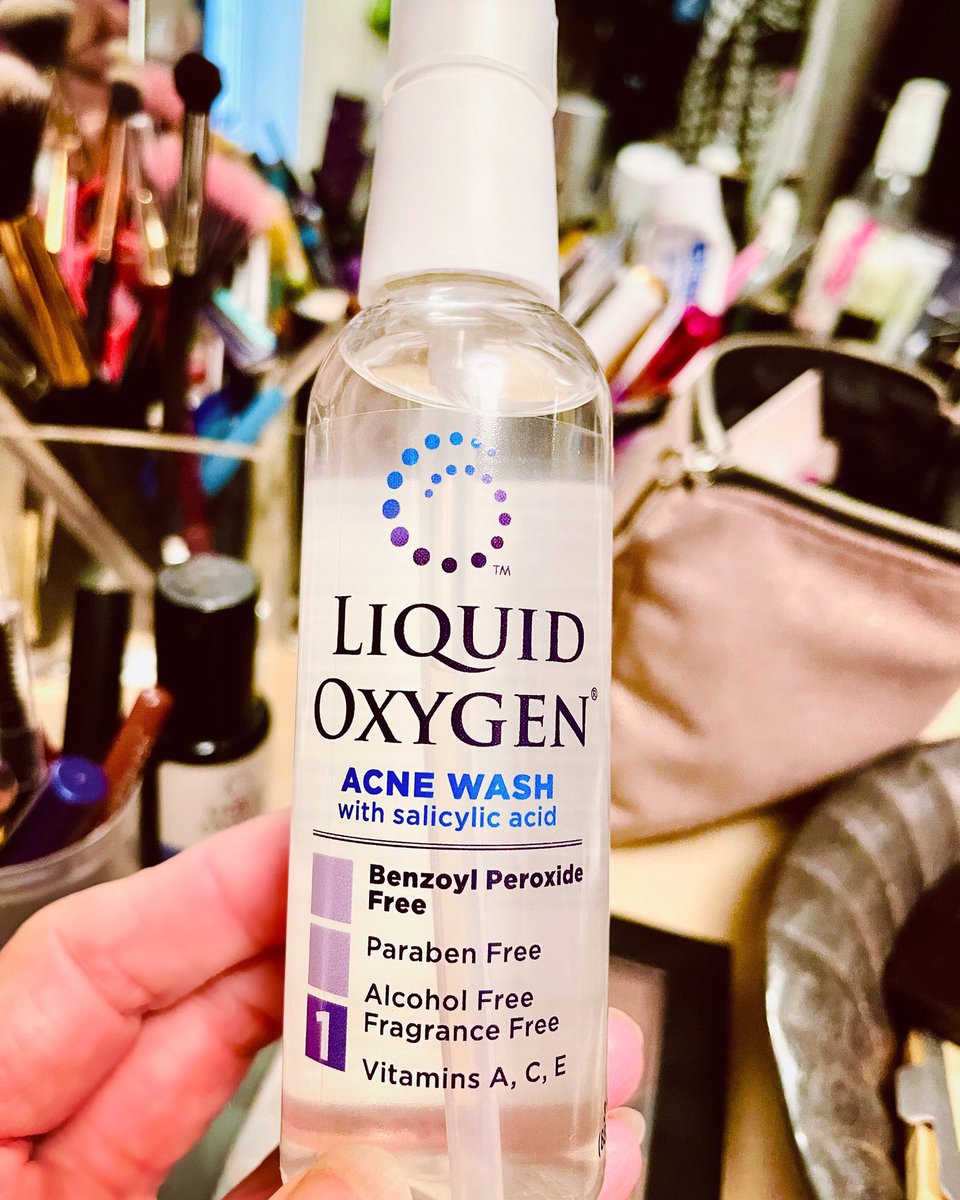 ™
LIQUID
OXYGEN®
ACNE WASH
with salicylic acid
Benzoyl Peroxide
Free
Paraben Free
Alcohol Free
Fragrance Free
1
Vitamins A, C, E